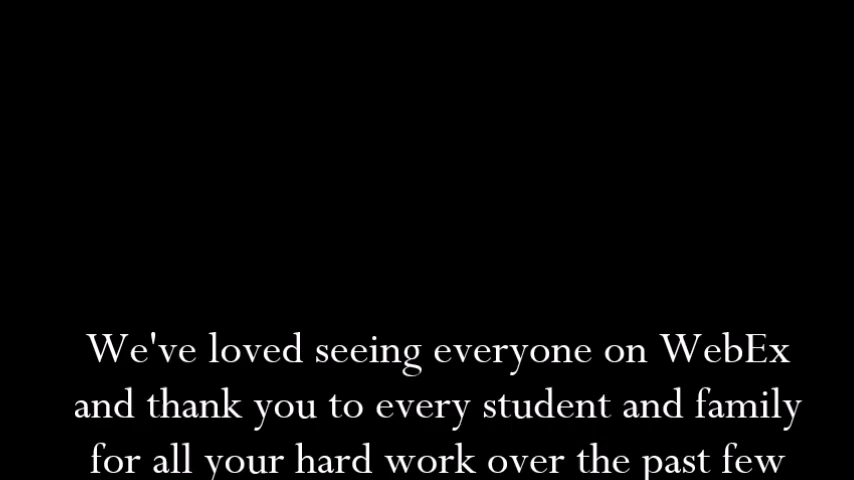 We've loved seeing everyone on WebEx
and thank you to every student and family
for all your hard work over the past few